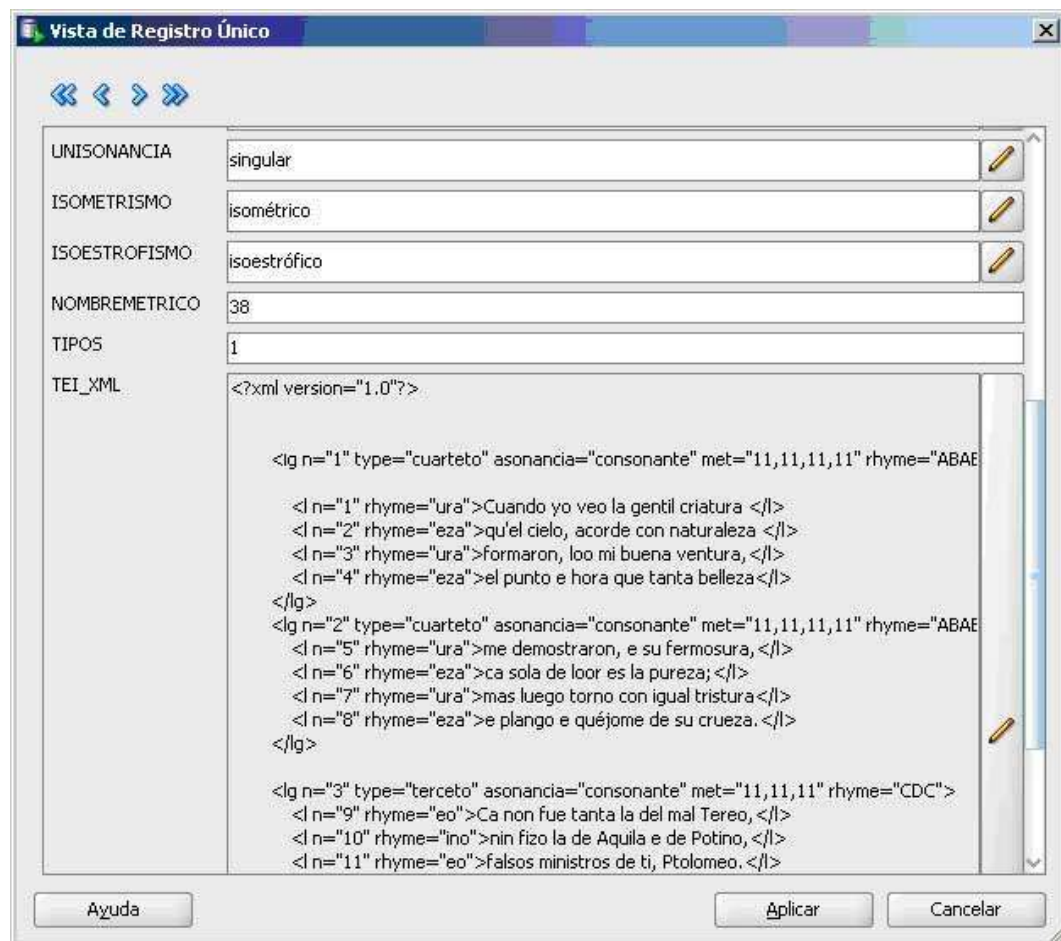 Vista de Registro Único
UNISONANCIA
singular
ISOMETRISMO
isométrico
ISOESTROFISMO
isoestrófico
NOMBREMETRICO
38
TIPOS
1
TEI_XML
<?xml version="1.0"?>
<lg n="1" type="cuarteto" asonancia="consonante" met="11,11,11,11" rhyme="ABAB
<l n="1" rhyme="ura">Cuando yo veo la gentil criatura </l>
<l n="2" rhyme="eza">qu'el cielo, acorde con naturaleza </l>
<l n="3" rhyme="ura">formaron, loo mi buena ventura,</l>
<l n="4" rhyme="eza">el punto e hora que tanta belleza</l>
</lg>
<lg n="2" type="cuarteto" asonancia="consonante" met="11,11,11,11" rhyme="ABAB
<l n="5" rhyme="ura">me demostraron, e su fermosura,</l>
<l n="6" rhyme="eza">ca sola de loor es la pureza;</l>
<l n="7" rhyme="ura">mas luego torno con igual tristura</l>
<l n="8" rhyme="eza">e plango e quéjome de su crueza.</l>
</lg>
<lg n="3" type="terceto" asonancia="consonante" met="11,11,11" rhyme="CDC">
<l n="9" rhyme="eo">Ca non fue tanta la del mal Tereo,</l>
<l n="10" rhyme="ino">nin fizo la de Aquila e de Potino,</l>
<l n="11" rhyme="eo">falsos ministros de ti, Ptolomeo.</l>
Ayuda
Aplicar
Cancelar